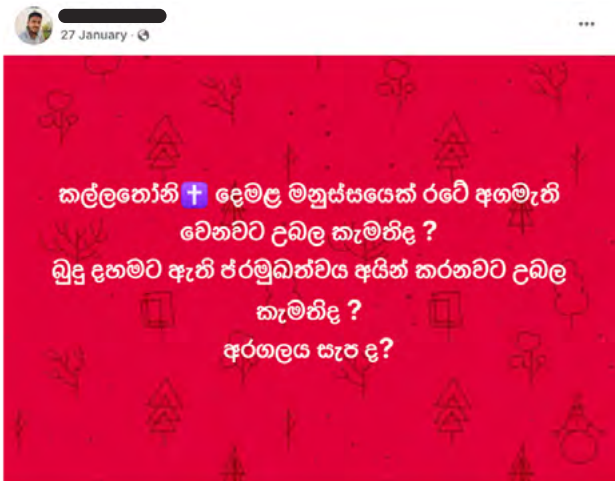 27 January
කල්ලතෝනි✝️ දෙමළ මනුස්සයෙක් රටේ අගමැති
වෙනවට උබල කැමතිද ?
බුදු දහමට ඇති ප්රමුඛත්වය අයින් කරනවට උබල
කැමතිද ?
අරගලය සැප ද?